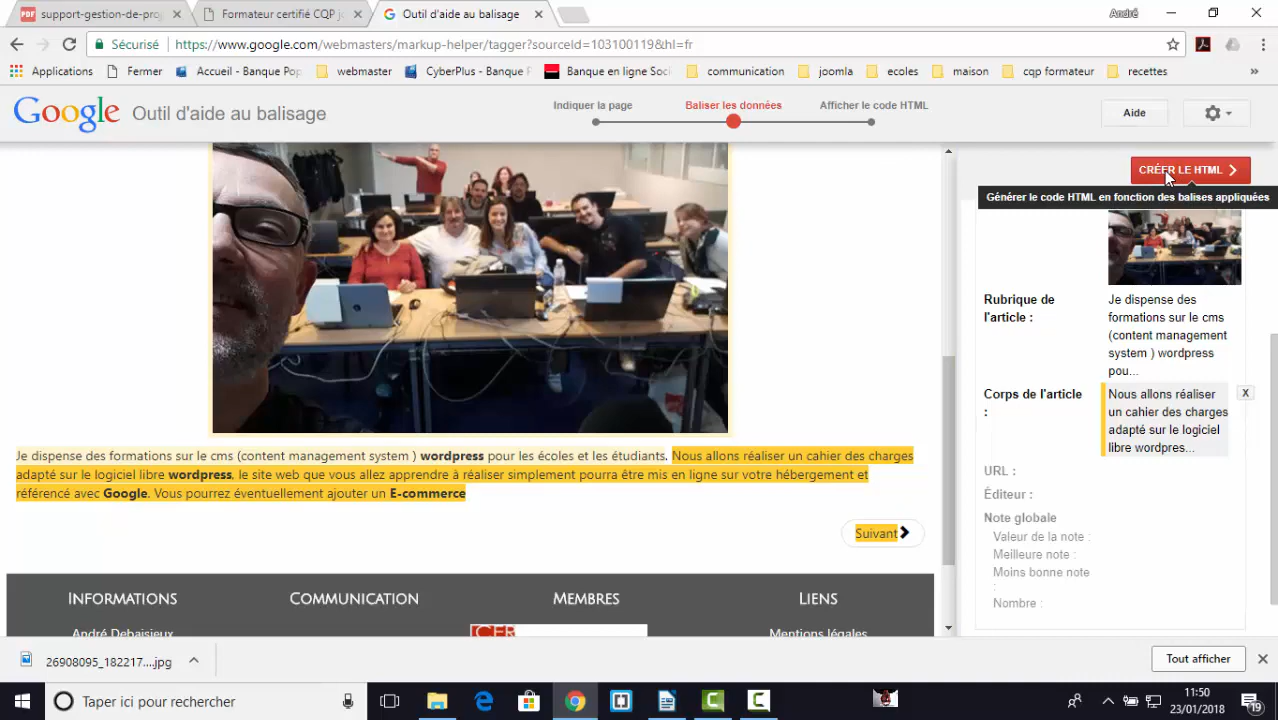 support-gestion-de-pro
Formateur certifié CQP jo
Outil d'aide au balisage
André
Sécurisé
https://www.google.com/webmasters/markup-helper/tagger?sourceId=103100119&hl=fr
Applications
Fermer
Accueil - Banque Pop
webmaster
CyberPlus - Banque P
Banque en ligne Soci
communication
joomla
ecoles
maison
cqp formateur
recettes
»
Google Outil d'aide au balisage
Indiquer la page
Baliser les données
Afficher le code HTML
Aide
CRÉER LE HTML
Générer le code HTML en fonction des balises appliquées
Rubrique de
l'article :
Je dispense des
formations sur le cms
(content management
system ) wordpress
pou...
Corps de l'article
:
Nous allons réaliser
un cahier des charges
adapté sur le logiciel
libre wordpres...
X
URL :
Éditeur :
Note globale
Valeur de la note :
Meilleure note :
Moins bonne note
:
Nombre :
Je dispense des formations sur le cms (content management system ) wordpress pour les écoles et les étudiants. Nous allons réaliser un cahier des charges
adapté sur le logiciel libre wordpress, le site web que vous allez apprendre à réaliser simplement pourra être mis en ligne sur votre hébergement et
référencé avec Google. Vous pourrez éventuellement ajouter un E-commerce
Suivant
Informations
Communication
Membres
Liens
André Debaisieux
Mentions légales
26908095_182217....jpg
Tout afficher
Taper ici pour rechercher
11:50
23/01/2018
19